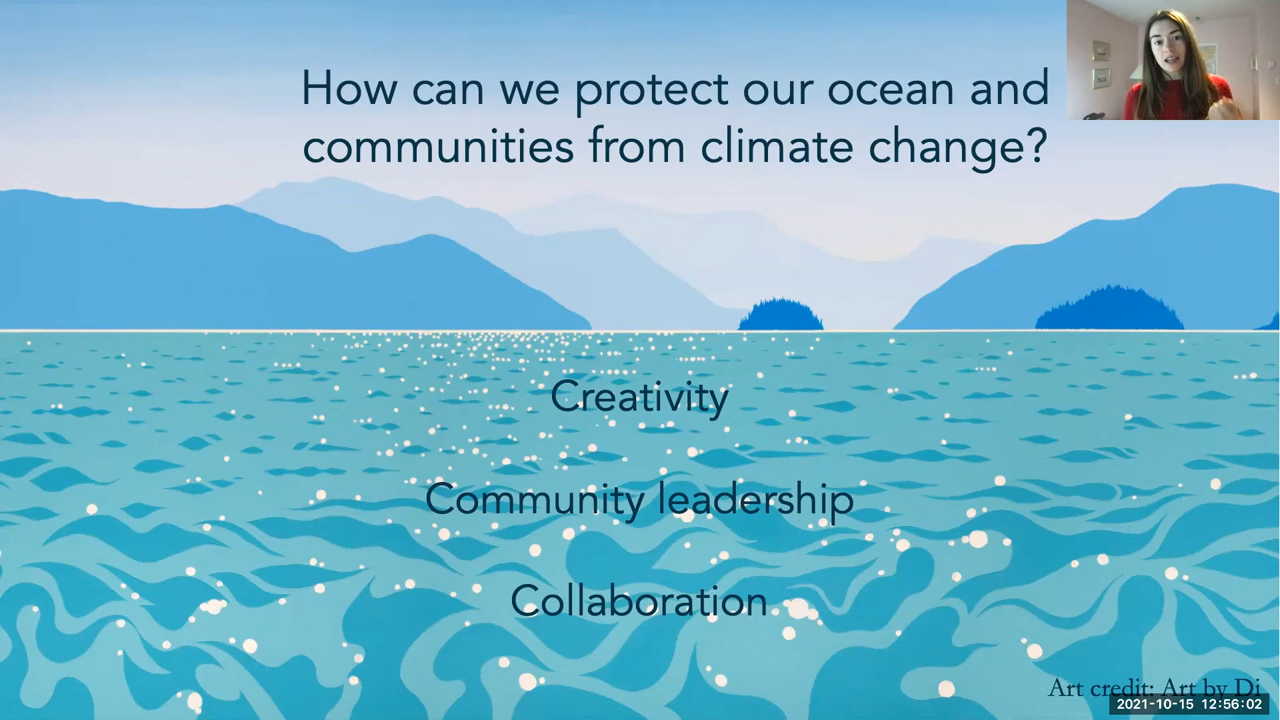 How can we protect our ocean and
communities from climate change?
Creativity
Community leadership
Collaboration
Art credit: Art by Di
2021-10-15 12:56:02